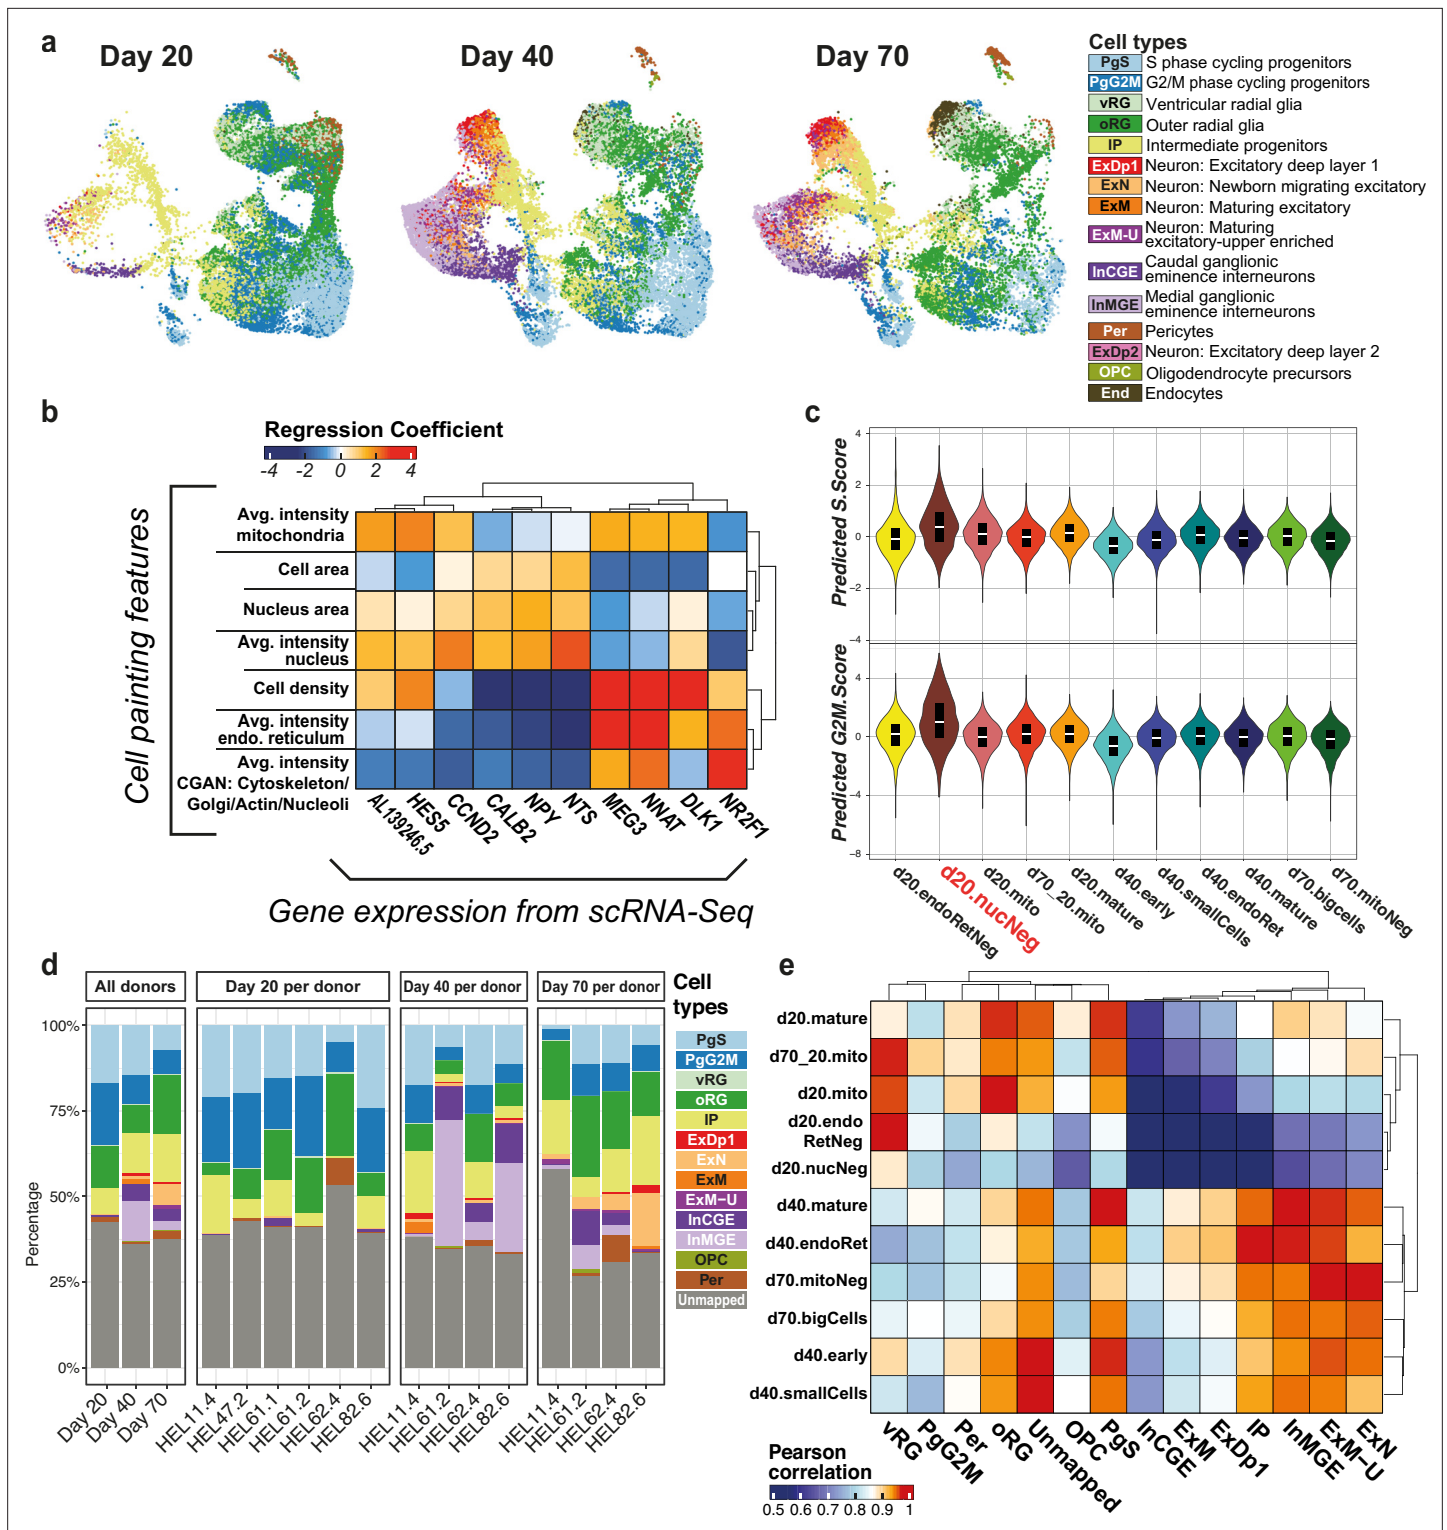 a
Day 20
Day 40
Day 70
Cell types
PgS S phase cycling progenitors
PgG2M G2/M phase cycling progenitors
vRG Ventricular radial glia
oRG Outer radial glia
IP Intermediate progenitors
ExDp1 Neuron: Excitatory deep layer 1
ExN Neuron: Newborn migrating excitatory
ExM Neuron: Maturing excitatory
ExM-U Neuron: Maturing
excitatory-upper enriched
InCGE Caudal ganglionic
eminence interneurons
InMGE Medial ganglionic
eminence interneurons
Per Pericytes
ExDp2 Neuron: Excitatory deep layer 2
OPC Oligodendrocyte precursors
End Endocytes
b
Regression Coefficient
-4 -2 0 2 4
Cell painting features
Avg. intensity
mitochondria
Cell area
Nucleus area
Avg. intensity
nucleus
Cell density
Avg. intensity
endo. reticulum
Avg. intensity
CGAN: Cytoskeleton/
Golgi/Actin/Nucleoli
AL139246.5
HES5
CCND2
CALB2
NPY
NTS
MEG3
NNAT
DLK1
NR2F1
Gene expression from scRNA-Seq
c
Predicted S.Score
4
2
0
−2
−4
Predicted G2M.Score
4
0
−4
−8
d20.endoRetNeg
d20.nucNeg
d20.mito
d70_20.mito
d20.mature
d40.early
d40.smallCells
d40.endoRet
d40.mature
d70.bigcells
d70.mitoNeg
d
All donors
Day 20 per donor
Day 40 per donor
Day 70 per donor
Percentage
100%
75%
50%
25%
0%
Day 20
Day 40
Day 70
HEL11.4
HEL47.2
HEL61.1
HEL61.2
HEL62.4
HEL82.6
HEL11.4
HEL61.2
HEL62.4
HEL82.6
HEL11.4
HEL61.2
HEL62.4
HEL82.6
Cell
types
PgS
PgG2M
vRG
oRG
IP
ExDp1
ExN
ExM
ExM−U
InCGE
InMGE
OPC
Per
Unmapped
e
d20.mature
d70_20.mito
d20.mito
d20.endo
RetNeg
d20.nucNeg
d40.mature
d40.endoRet
d70.mitoNeg
d70.bigCells
d40.early
d40.smallCells
vRG
PgG2M
Per
oRG
Unmapped
OPC
PgS
InCGE
ExM
ExDp1
IP
InMGE
ExM−U
ExN
Pearson
correlation
0.5 0.6 0.7 0.8 0.9 1